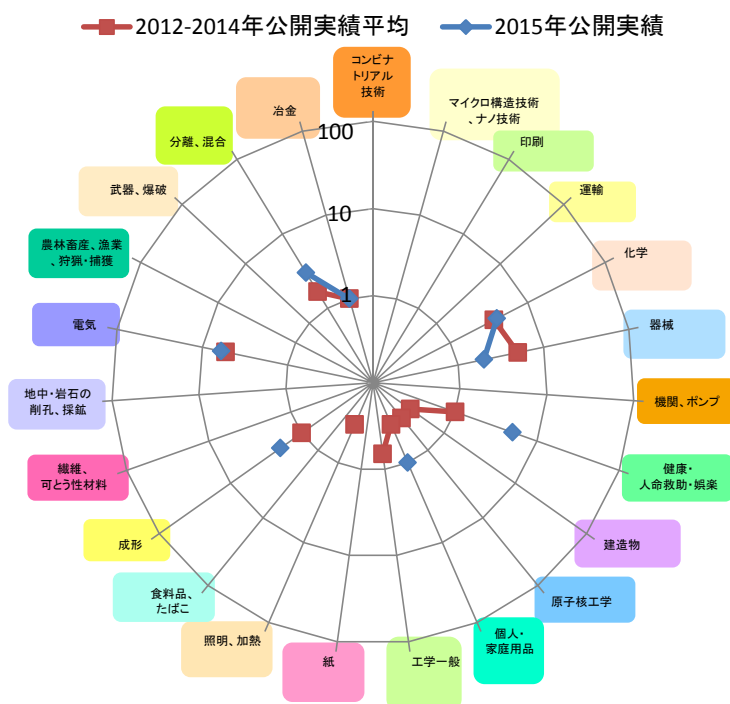 2012-2014年公開実績平均
2015年公開実績
コンビナ
トリアル
技術
マイクロ構造技術
、ナノ技術
印刷
運輸
化学
器械
機関、ポンプ
健康・
人命救助・娯楽
建造物
原子核工学
個人・
家庭用品
工学一般
紙
照明、加熱
食料品、
たばこ
成形
繊維、
可とう性材料
地中・岩石の
削孔、採鉱
電気
農林畜産、漁業
、狩猟・捕獲
武器、爆破
分離、混合
冶金
100
10
1